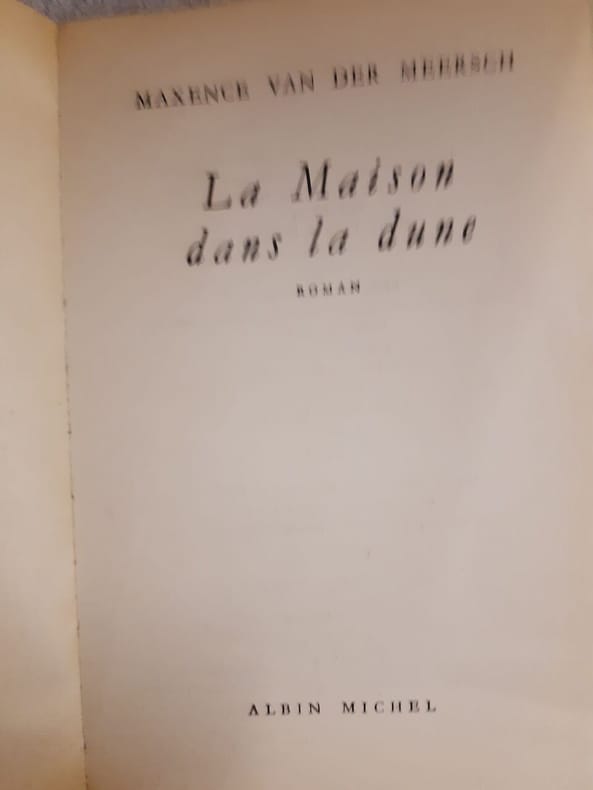 MAXENCE VAN DER MEERSCH
La Maison
dans la dune
ROMAN
ALBIN MICHEL